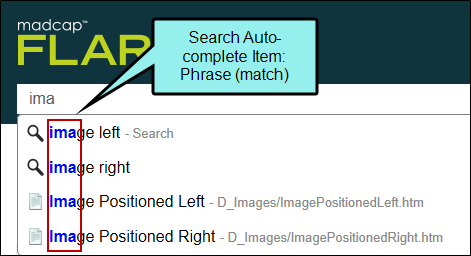 madcap™
FLAR
Search Auto-
complete Item:
Phrase (match)
ima
image left - Search
image right
Image Positioned Left - D_Images/ImagePositionedLeft.htm
Image Positioned Right - D_Images/ImagePositionedRight.htm